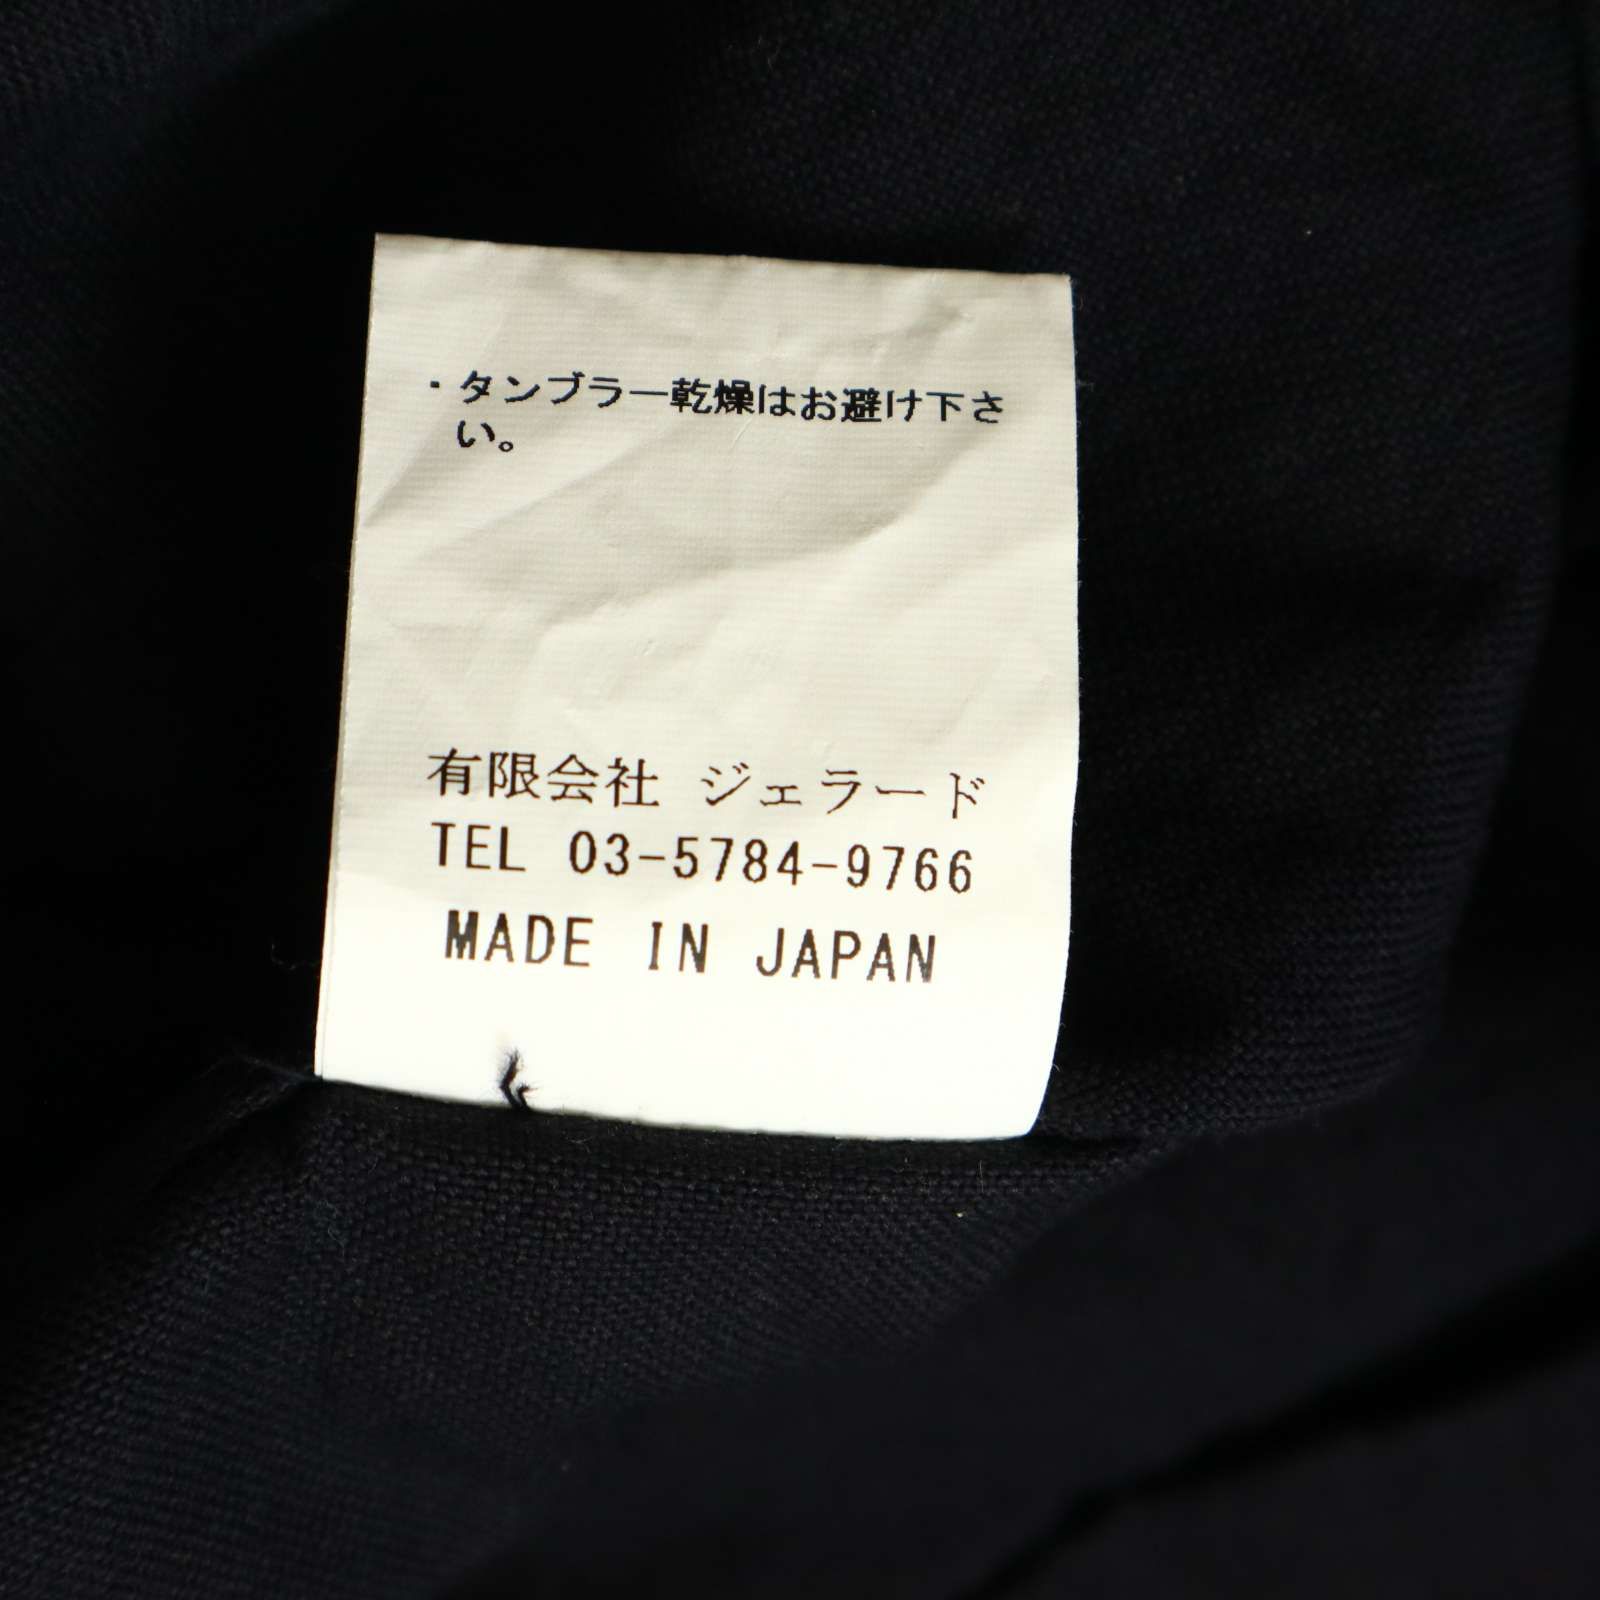 ・タンブラー乾燥はお避け下さ
い。
有限会社 ジェラード
TEL 03-5784-9766
MADE IN JAPAN